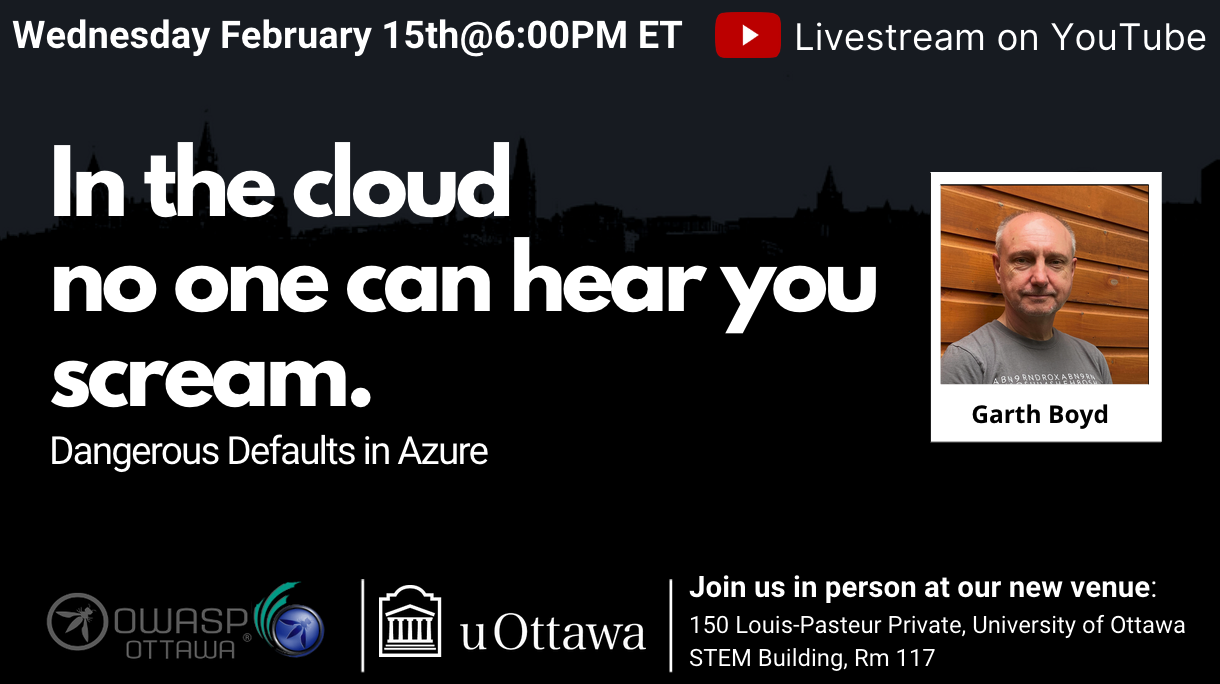 Wednesday February 15th@6:00PM ET
Livestream on YouTube
In the cloud
no one can hear you
scream.
Dangerous Defaults in Azure
Garth Boyd
OWASP
OTTAWA
®
uOttawa
Join us in person at our new venue:
150 Louis-Pasteur Private, University of Ottawa
STEM Building, Rm 117